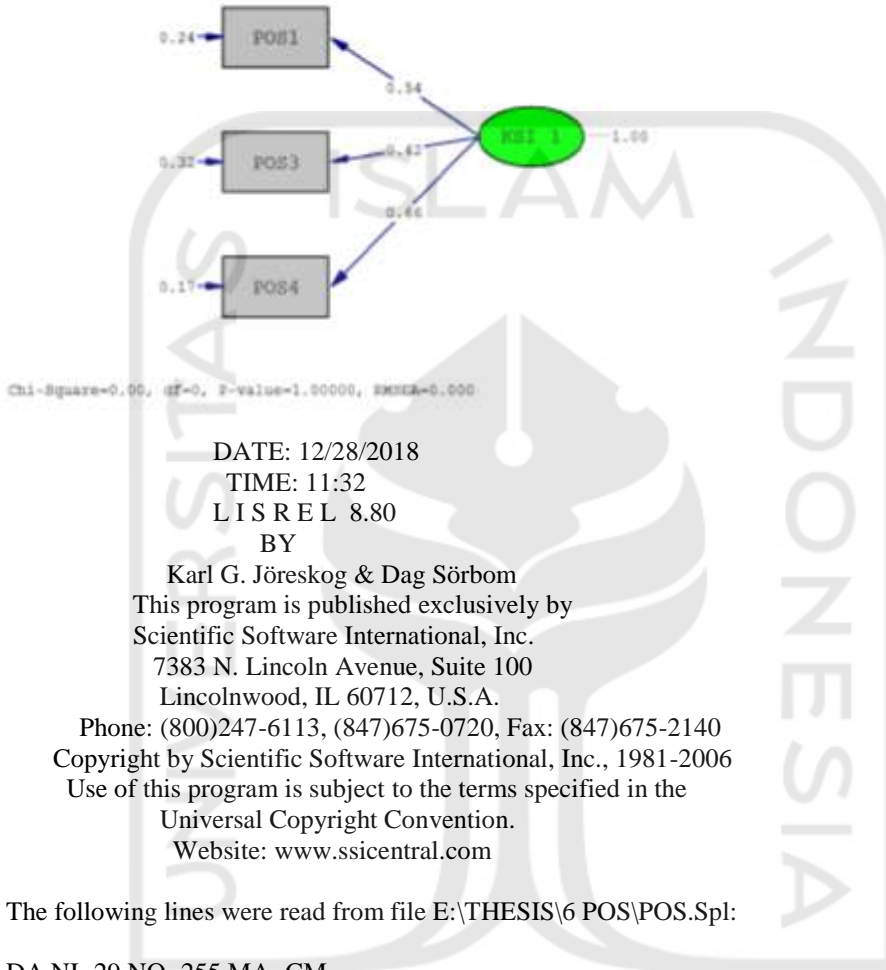 0.24
POS1
0.54
KSI 1
1.00
0.32
POS3
POS4
0.17
Chi-Square=0.00, df=0, P-value=1.00000, RMSEA=0.000
UNIVERSITAS
ISLAM
INDONESIA
DATE: 12/28/2018
TIME: 11:32
L I S R E L 8.80
BY
Karl G. Jöreskog & Dag Sörbom
This program is published exclusively by
Scientific Software International, Inc.
7383 N. Lincoln Avenue, Suite 100
Lincolnwood, IL 60712, U.S.A.
Phone: (800)247-6113, (847)675-0720, Fax: (847)675-2140
Copyright by Scientific Software International, Inc., 1981-2006
Use of this program is subject to the terms specified in the
Universal Copyright Convention.
Website: www.ssicentral.com
The following lines were read from file E:\THESIS\6 POS\POS.Spl: